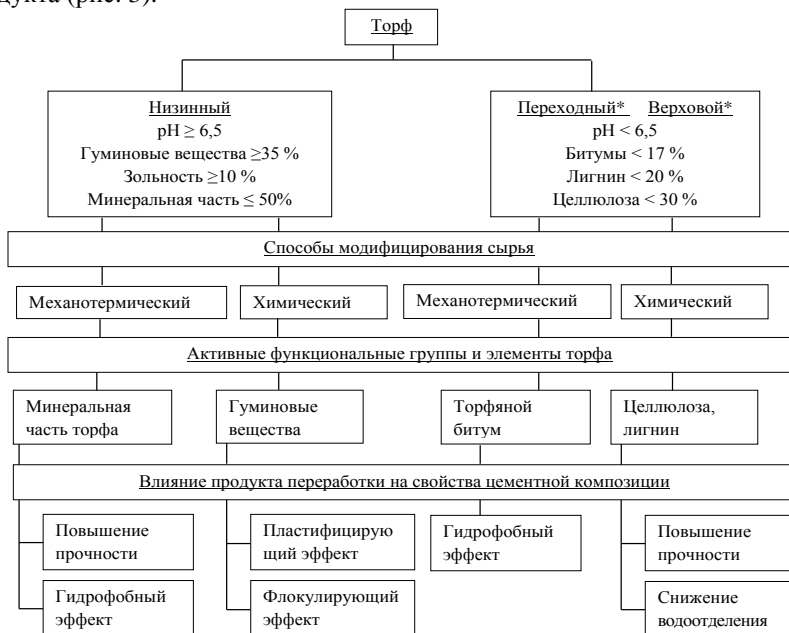 дукта (рис. 3).
Торф
Низинный
pH ≥ 6,5
Гуминовые вещества ≥35 %
Зольность ≥10 %
Минеральная часть ≤ 50%
Переходный* Верховой*
pH < 6,5
Битумы < 17 %
Лигнин < 20 %
Целлюлоза < 30 %
Способы модифицирования сырья
Механотермический
Химический
Механотермический
Химический
Активные функциональные группы и элементы торфа
Минеральная
часть торфа
Гуминовые
вещества
Торфяной
битум
Целлюлоза,
лигнин
Влияние продукта переработки на свойства цементной композиции
Повышение
прочности
Пластифицирую
щий эффект
Гидрофобный
эффект
Повышение
прочности
Гидрофобный
эффект
Флокулирующий
эффект
Снижение
водоотделения